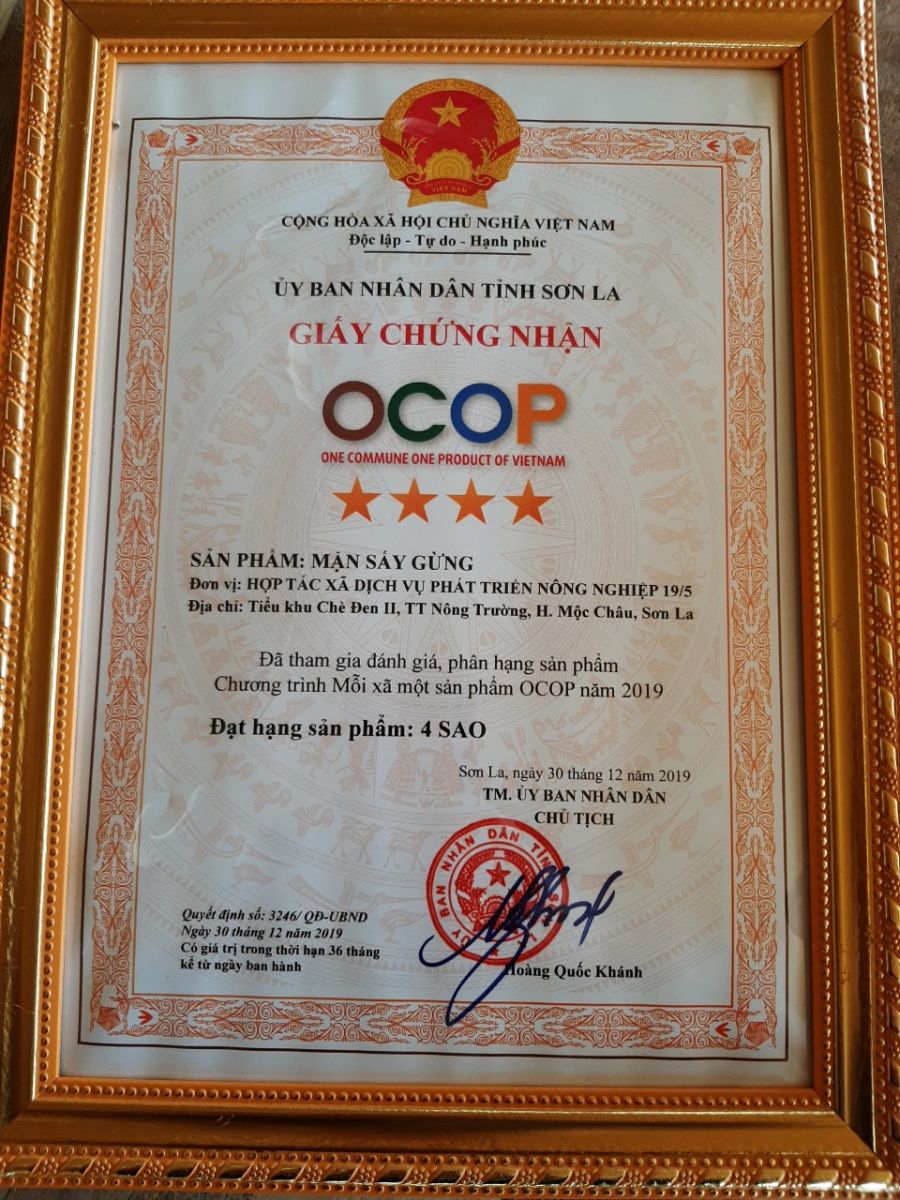 VIỆT NAM
CỘNG HÒA XÃ HỘI CHỦ NGHĨA VIỆT NAM
Độc lập - Tự do - Hạnh phúc
ỦY BAN NHÂN DÂN TỈNH SƠN LA
GIẤY CHỨNG NHẬN
OCOP
ONE COMMUNE ONE PRODUCT OF VIETNAM
SẢN PHẨM: MẬN SẤY GỪNG
Đơn vị: HỢP TÁC XÃ DỊCH VỤ PHÁT TRIỂN NÔNG NGHIỆP 19/5
Địa chỉ: Tiểu khu Chè Đen II, TT Nông Trường, H. Mộc Châu, Sơn La
Đã tham gia đánh giá, phân hạng sản phẩm
Chương trình Mỗi xã một sản phẩm OCOP năm 2019
Đạt hạng sản phẩm: 4 SAO
Sơn La, ngày 30 tháng 12 năm 2019
TM. ỦY BAN NHÂN DÂN
CHỦ TỊCH
ỦY BAN NHÂN DÂN TỈNH
Hoàng Quốc Khánh
Quyết định số: 3246/ QĐ-UBND
Ngày 30 tháng 12 năm 2019
Có giá trị trong thời hạn 36 tháng
kể từ ngày ban hành